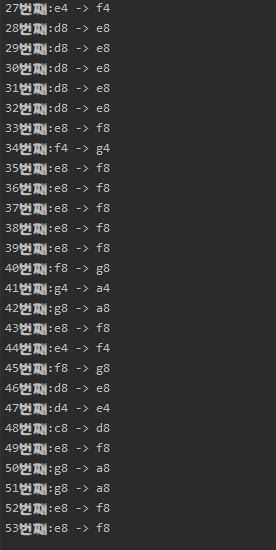 27번째:e4 -> f4
28번째:d8 -> e8
29번째:d8 -> e8
30번째:d8 -> e8
31번째:d8 -> e8
32번째:d8 -> e8
33번째:e8 -> f8
34번째:f4 -> g4
35번째:e8 -> f8
36번째:e8 -> f8
37번째:e8 -> f8
38번째:e8 -> f8
39번째:e8 -> f8
40번째:f8 -> g8
41번째:g4 -> a4
42번째:g8 -> a8
43번째:e8 -> f8
44번째:e4 -> f4
45번째:f8 -> g8
46번째:d8 -> e8
47번째:d4 -> e4
48번째:c8 -> d8
49번째:e8 -> f8
50번째:g8 -> a8
51번째:g8 -> a8
52번째:e8 -> f8
53번째:e8 -> f8